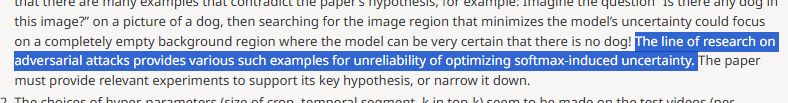 that there are many examples that contradict the paper's hypothesis, for example: Imagine the question "Is there any dog in
this image?" on a picture of a dog, then searching for the image region that minimizes the model's uncertainty could focus
on a completely empty background region where the model can be very certain that there is no dog! The line of research on
adversarial attacks provides various such examples for unreliability of optimizing softmax-induced uncertainty. The paper
must provide relevant experiments to support its key hypothesis, or narrow it down.
2. The choices of hyper-parameters (size of crop, temporal segment, k in top-k) seem to be made on the test videos (per